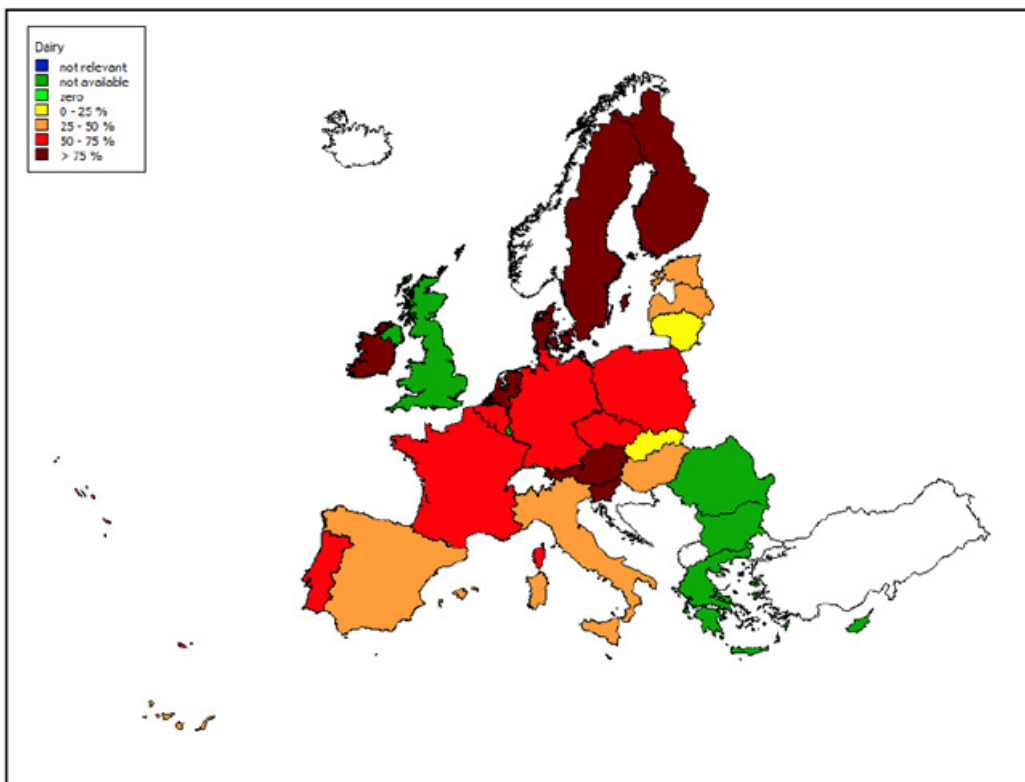 Dairy
not relevant
not available
zero
0 - 25 %
25 - 50 %
50 - 75 %
> 75 %